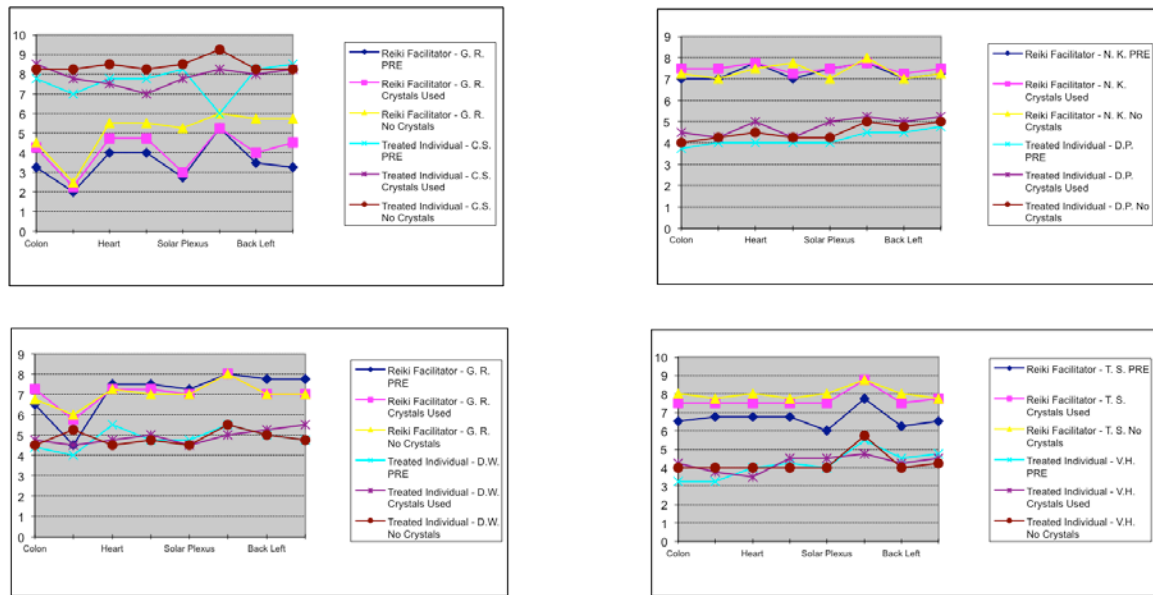 10
9
8
7
6
5
4
3
2
1
0
Colon Heart Solar Plexus Back Left
Reiki Facilitator - G. R.
PRE
Reiki Facilitator - G. R.
Crystals Used
Reiki Facilitator - G. R.
No Crystals
Treated Individual - C.S.
PRE
Treated Individual - C.S.
Crystals Used
Treated Individual - C.S.
No Crystals
9
8
7
6
5
4
3
2
1
0
Colon Heart Solar Plexus Back Left
Reiki Facilitator - N. K. PRE
Reiki Facilitator - N. K.
Crystals Used
Reiki Facilitator - N. K.
No Crystals
Treated Individual - D.P.
PRE
Treated Individual - D.P.
Crystals Used
Treated Individual - D.P. No
Crystals
9
8
7
6
5
4
3
2
1
0
Colon Heart Solar Plexus Back Left
Reiki Facilitator - G. R.
PRE
Reiki Facilitator - G. R.
Crystals Used
Reiki Facilitator - G. R.
No Crystals
Treated Individual - D.W.
PRE
Treated Individual - D.W.
Crystals Used
Treated Individual - D.W.
No Crystals
10
9
8
7
6
5
4
3
2
1
0
Colon Heart Solar Plexus Back Left
Reiki Facilitator - T. S. PRE
Reiki Facilitator - T. S.
Crystals Used
Reiki Facilitator - T. S. No
Crystals
Treated Individual - V.H.
PRE
Treated Individual - V.H.
Crystals Used
Treated Individual - V.H.
No Crystals